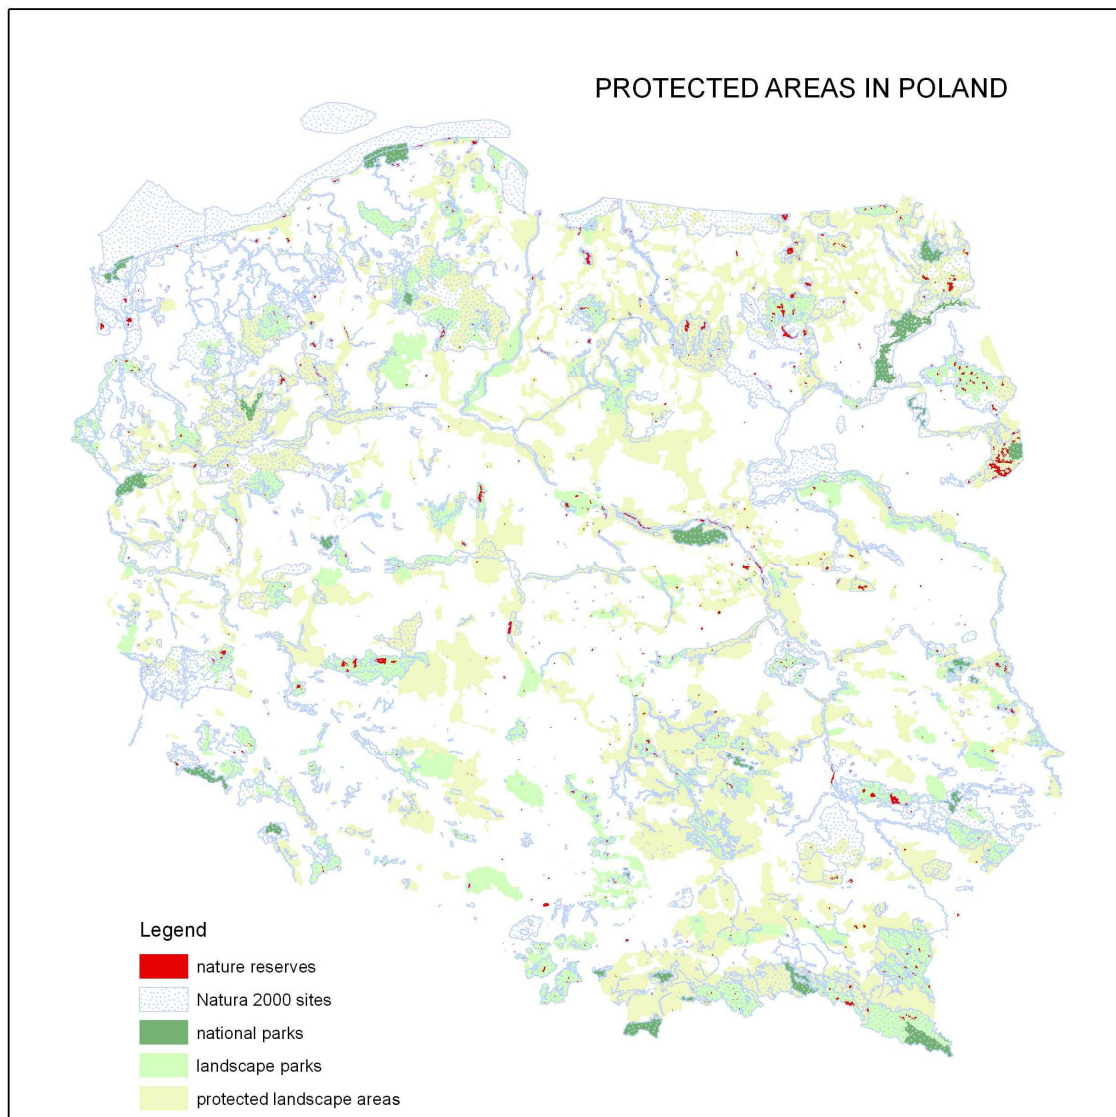 PROTECTED AREAS IN POLAND
Legend
nature reserves
Natura 2000 sites
national parks
landscape parks
protected landscape areas